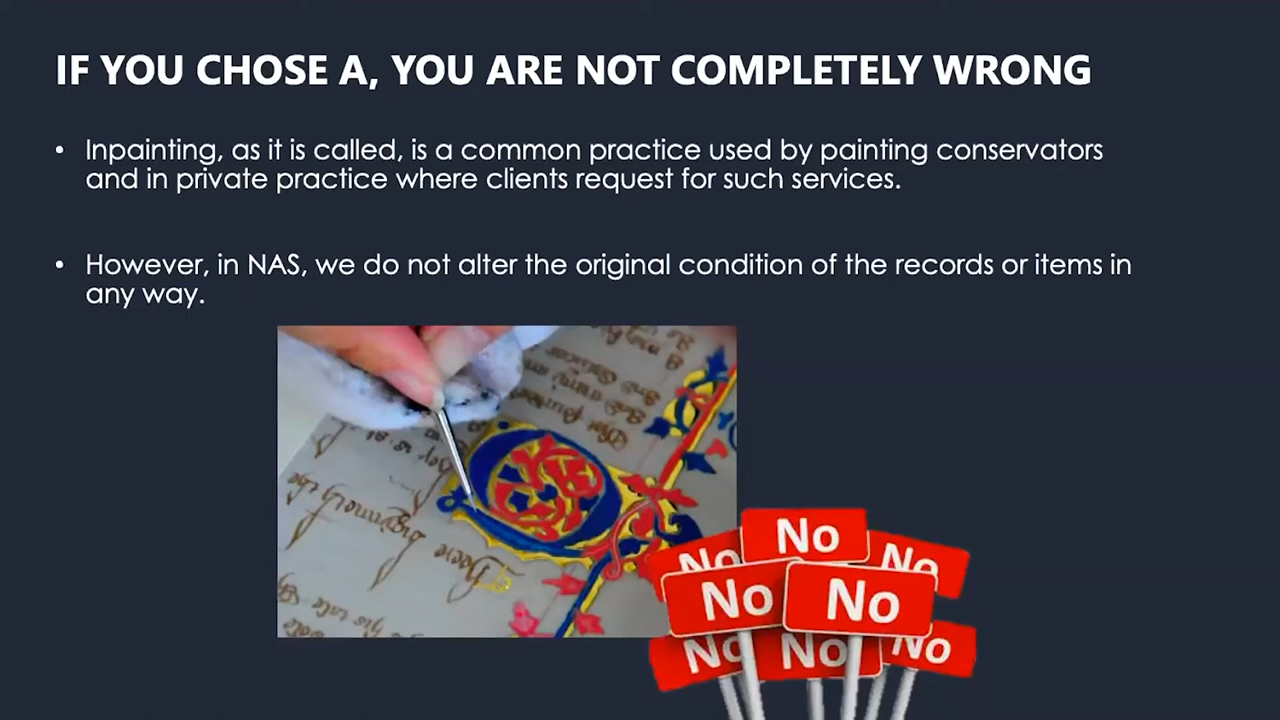 IF YOU CHOSE A, YOU ARE NOT COMPLETELY WRONG
• Inpainting, as it is called, is a common practice used by painting conservators
and in private practice where clients request for such services.
• However, in NAS, we do not alter the original condition of the records or items in
any way.
No
No
No
No
No
No
No
No